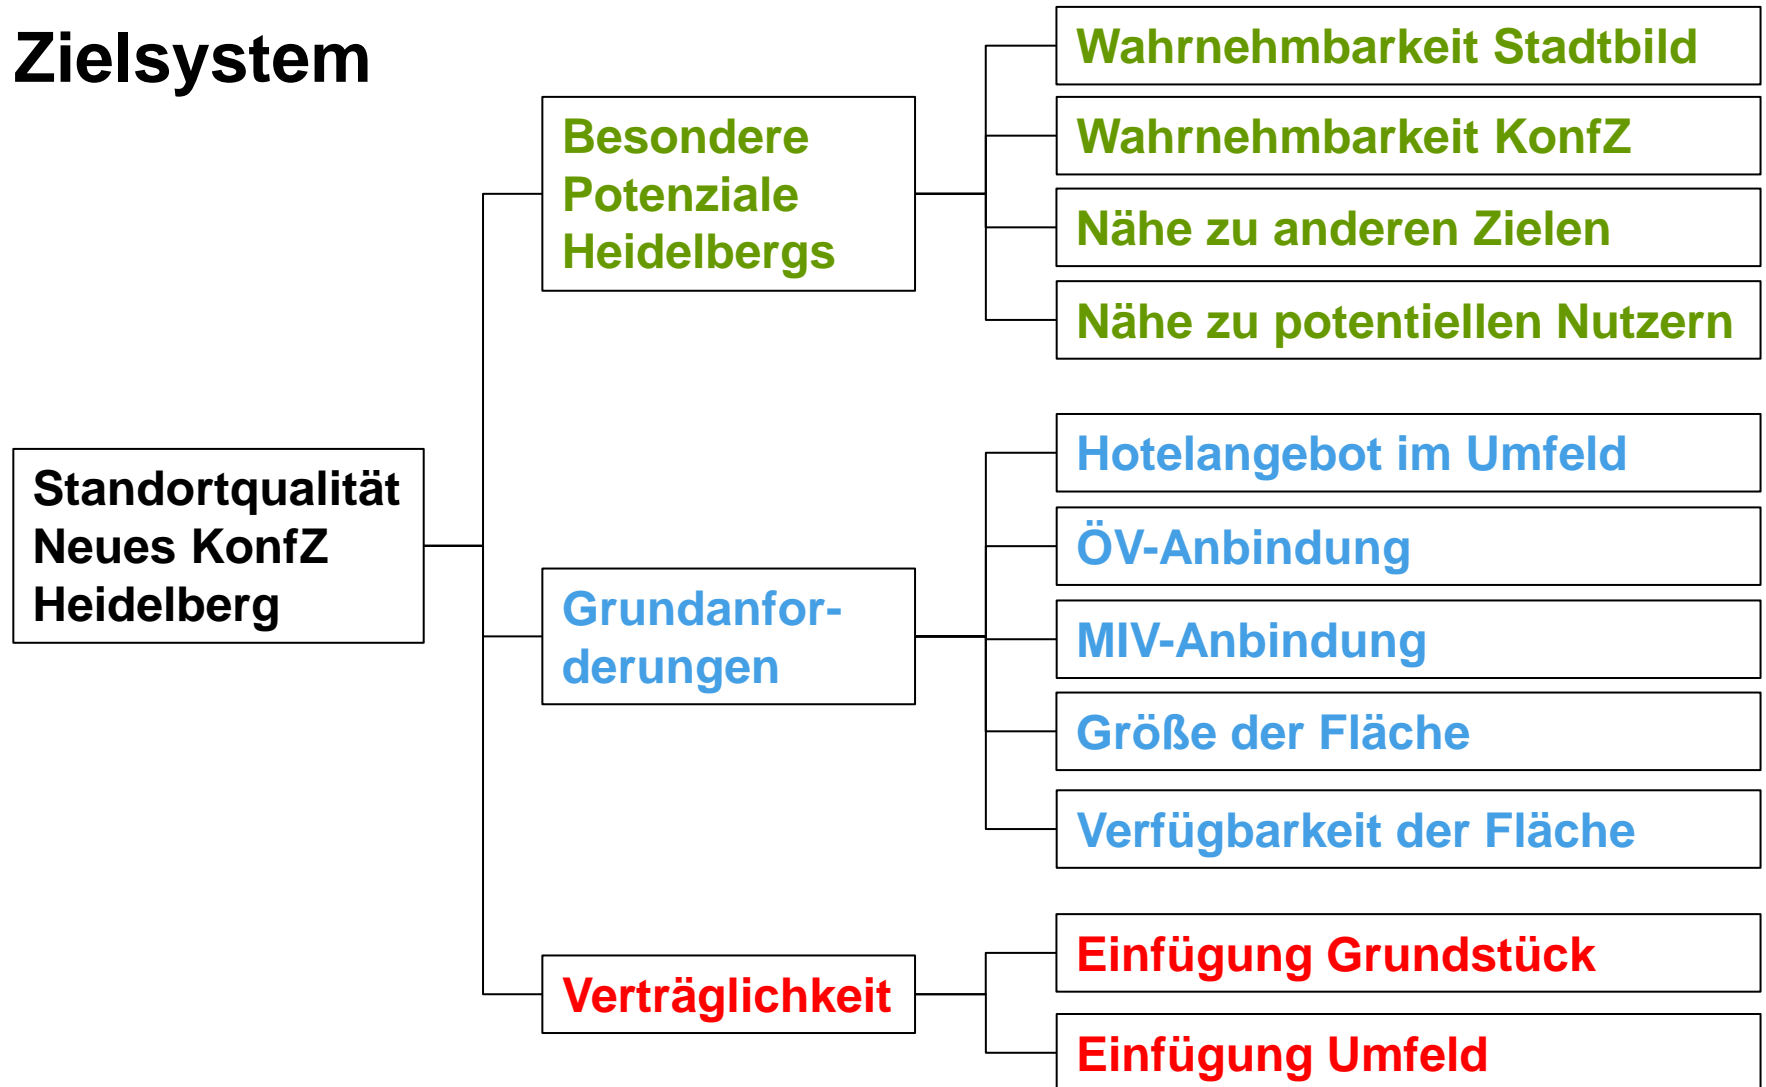 Zielsystem
Standortqualität
Neues KonfZ
Heidelberg
Besondere
Potenziale
Heidelbergs
Wahrnehmbarkeit Stadtbild
Wahrnehmbarkeit KonfZ
Nähe zu anderen Zielen
Nähe zu potentiellen Nutzern
Grundanfor-
derungen
Hotelangebot im Umfeld
ÖV-Anbindung
MIV-Anbindung
Größe der Fläche
Verfügbarkeit der Fläche
Verträglichkeit
Einfügung Grundstück
Einfügung Umfeld